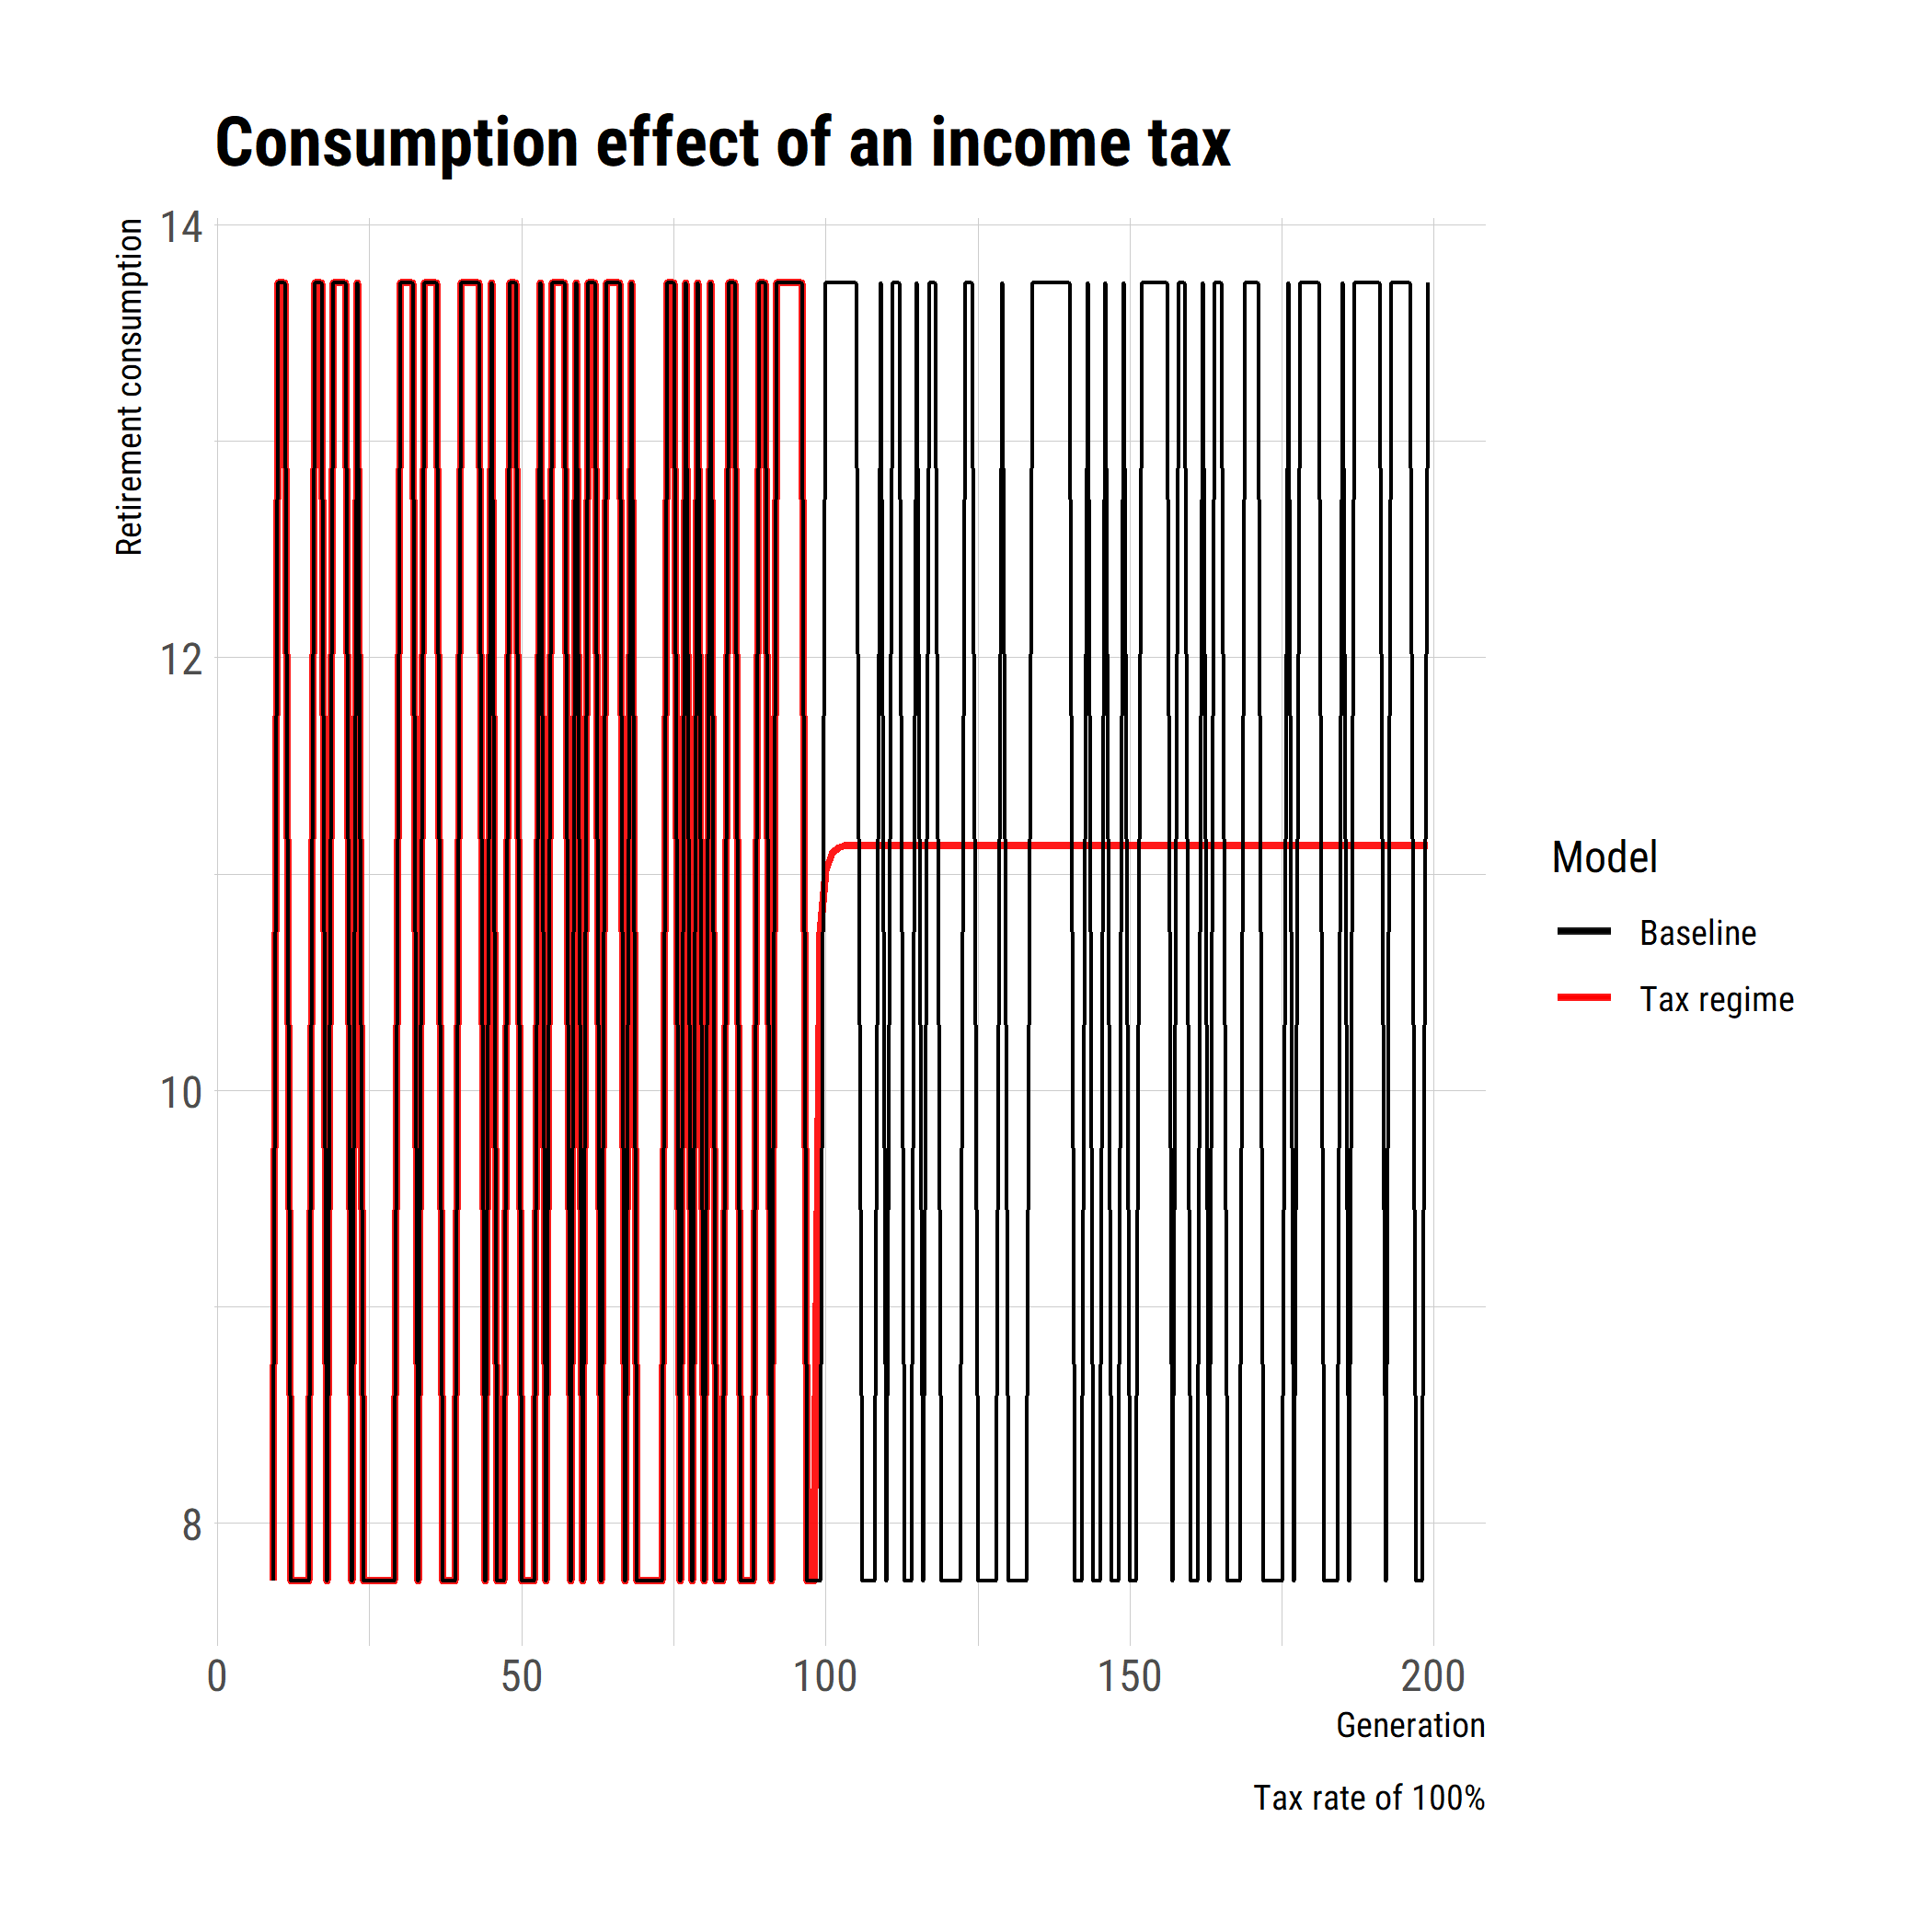 Consumption effect of an income tax
Retirement consumption
14
12
10
8
0
50
100
150
200
Generation
Tax rate of 100%
Model
Baseline
Tax regime